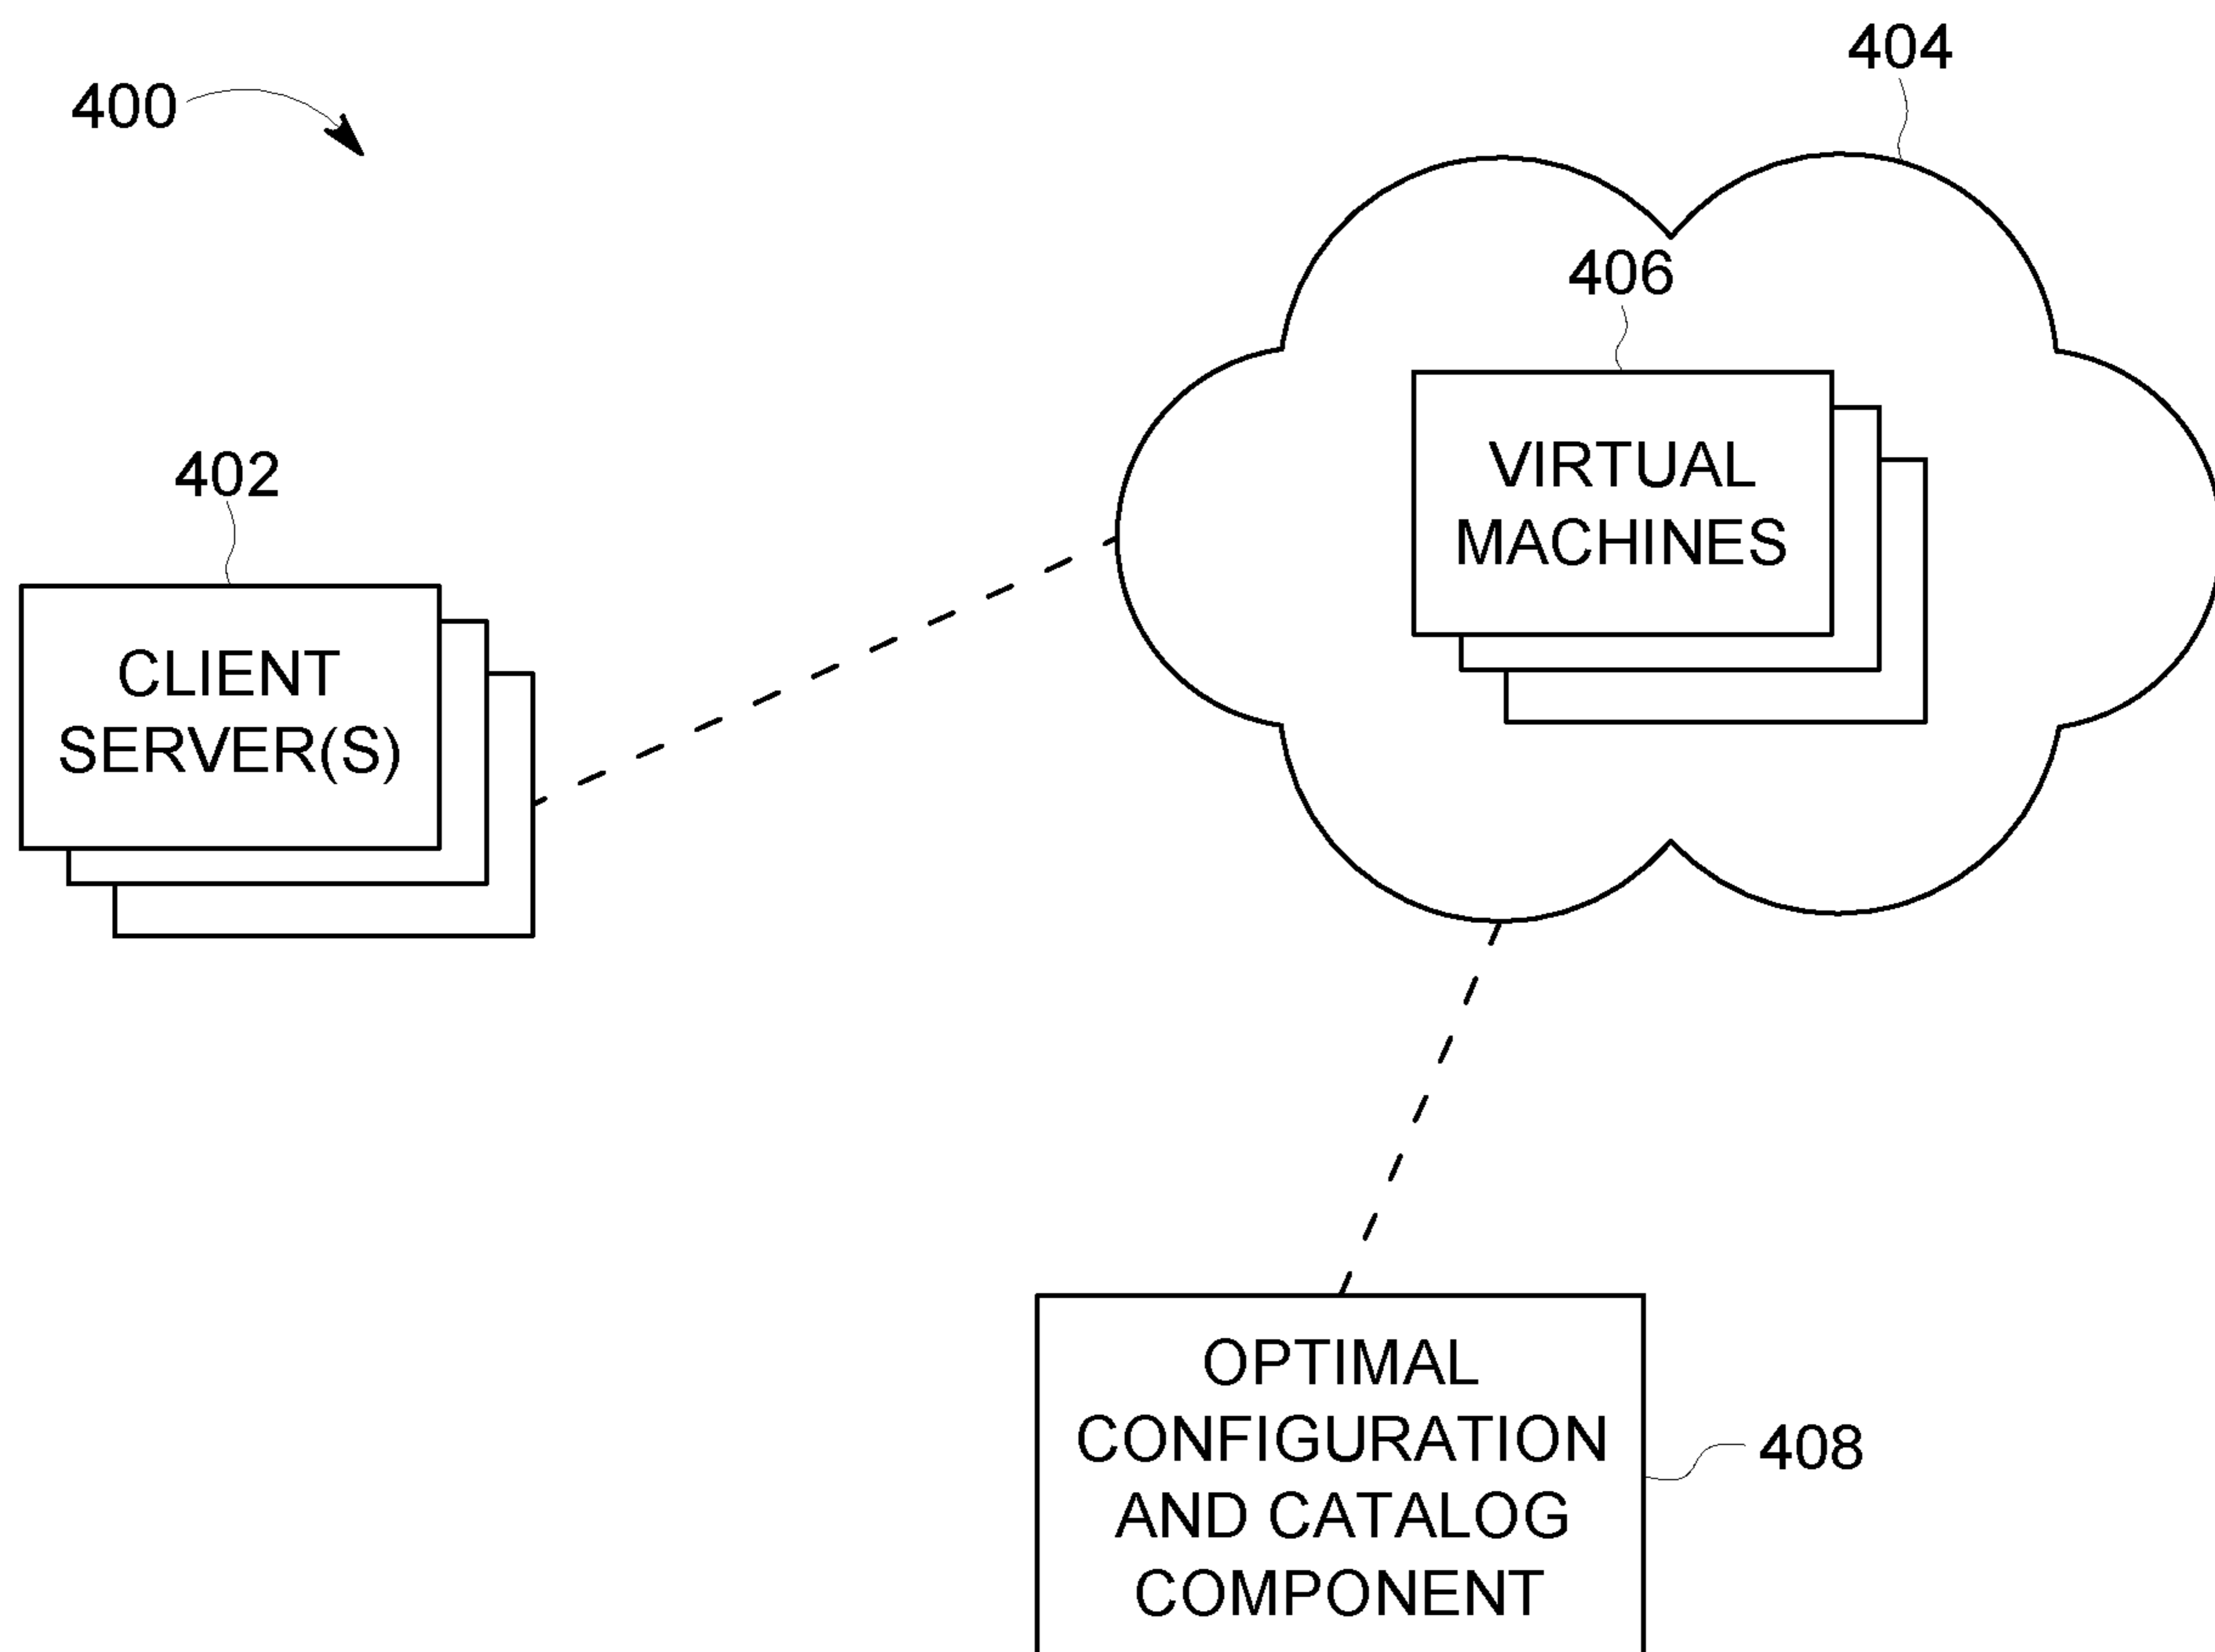 400
404
406
VIRTUAL
MACHINES
402
CLIENT
SERVER(S)
OPTIMAL
CONFIGURATION
AND CATALOG
COMPONENT
408